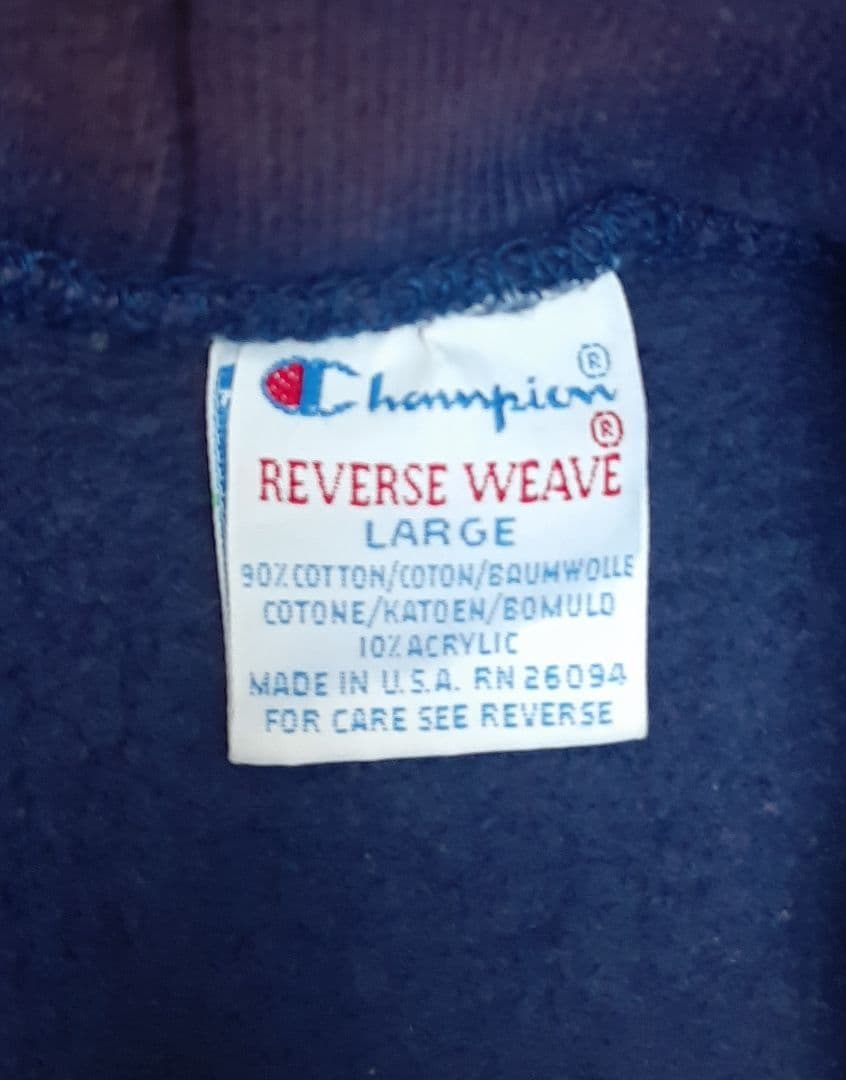 Champion®
REVERSE WEAVE®
LARGE
90% COTTON/COTON/BAUMWOLLE
COTONE/KATOEN/BOMULD
10% ACRYLIC
MADE IN U.S.A. RN 26094
FOR CARE SEE REVERSE